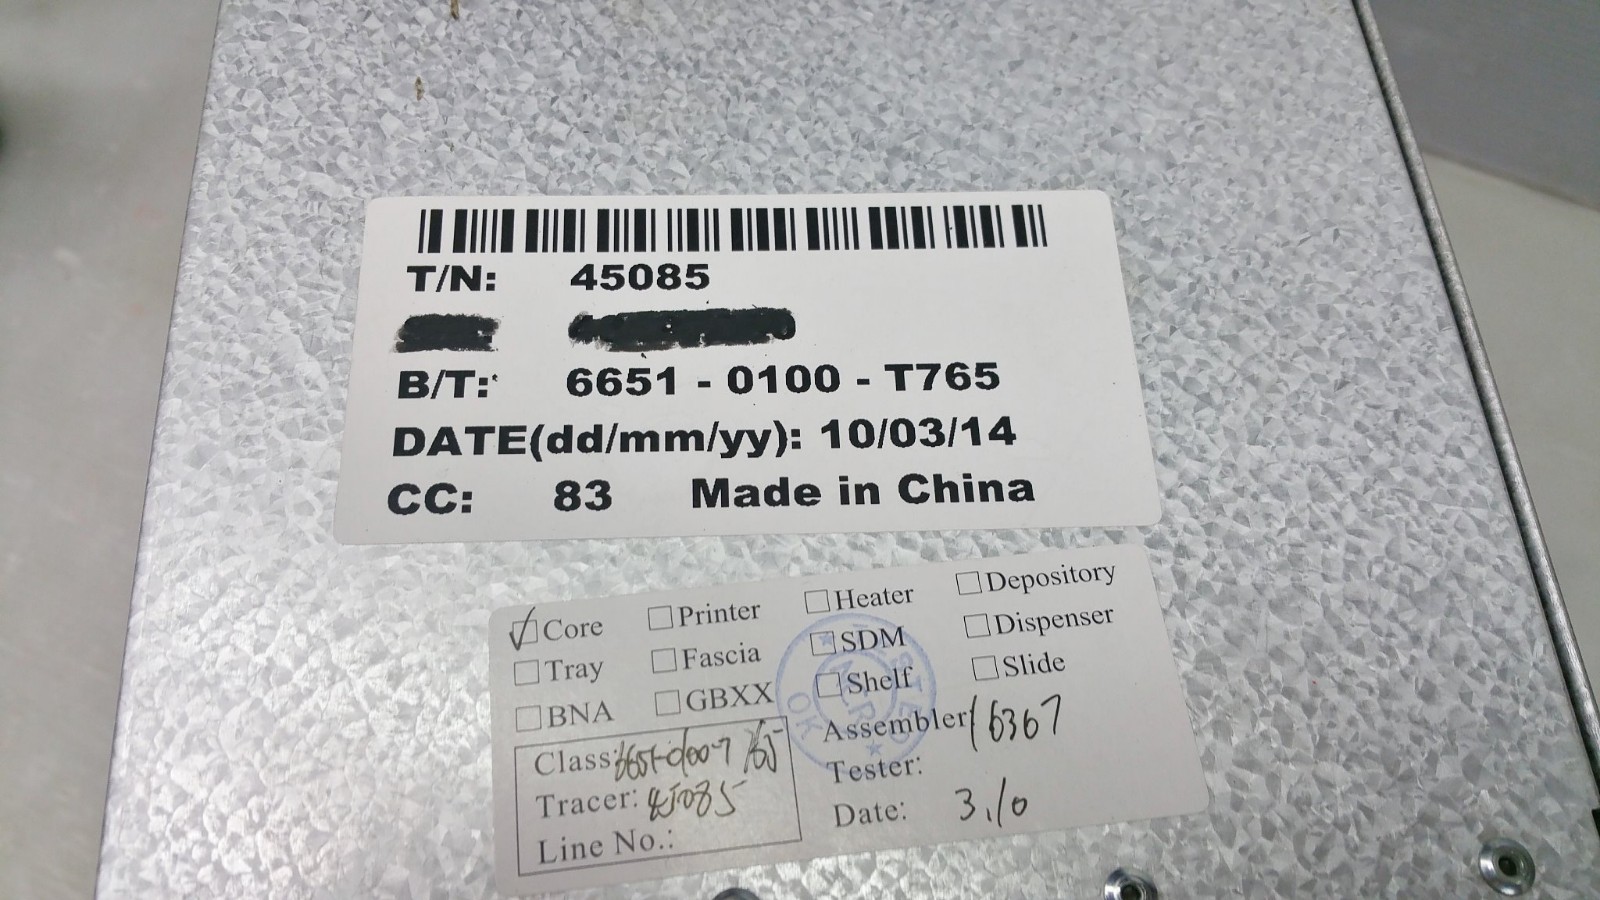 T/N: 45085
B/T: 6651 - 0100 - T765
DATE(dd/mm/yy): 10/03/14
CC: 83 Made in China
Core Printer Heater Depository
Tray Fascia SDM Dispenser
BNA GBXX Shelf Slide
Class:
Assembler 16367
Tracer: 45085
Tester:
Line No.:
Date: 3.10
OK